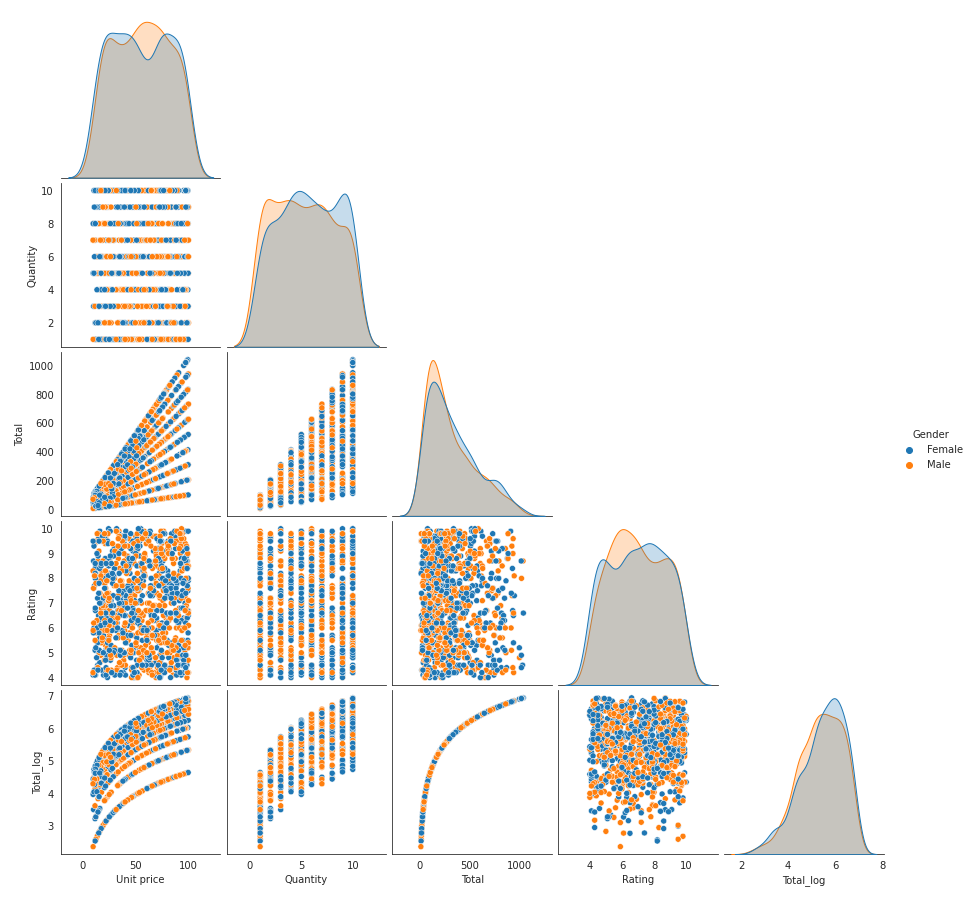 10
8
6
4
2
Quantity
1000
800
600
400
200
0
Total
Gender
Female
Male
10
9
8
7
6
5
4
Rating
7
6
5
4
3
Total_log
0 50 100
Unit price
0 5 10
Quantity
0 500 1000
Total
4 6 8 10
Rating
2 4 6 8
Total_log